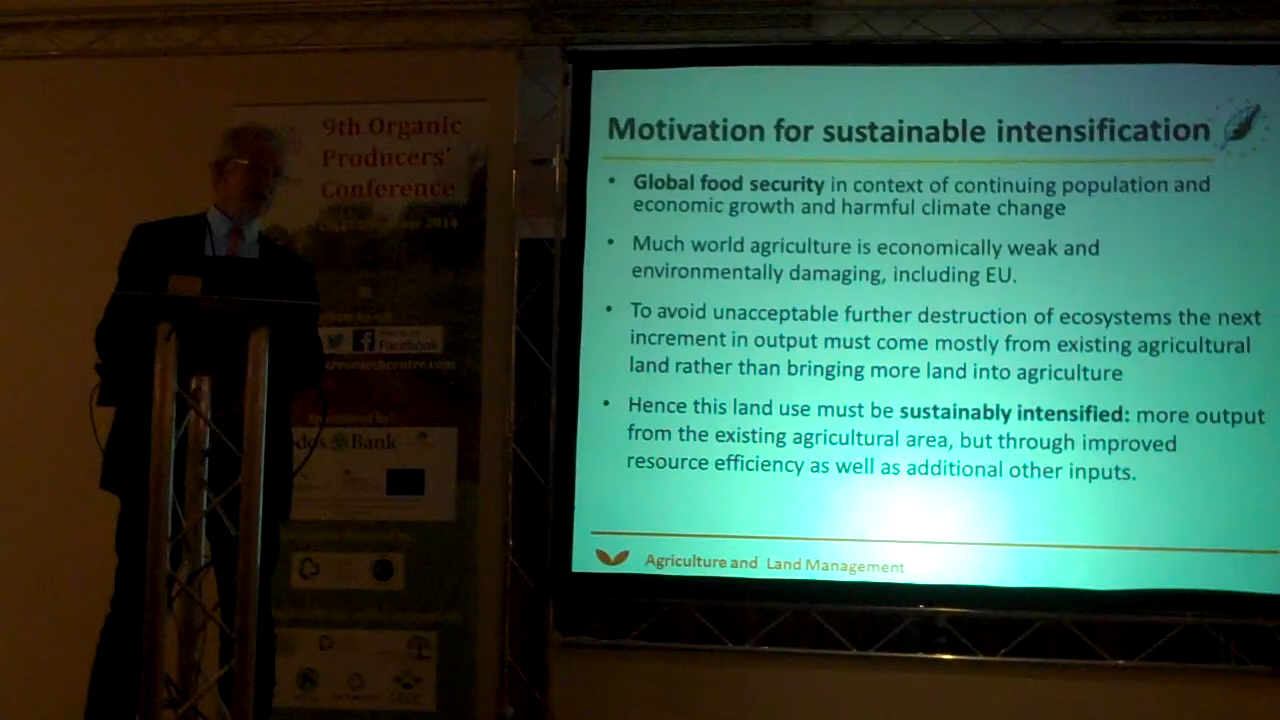 9th Organic
Producers'
Conference
2014
Facebook
researchcentre.com
Bank
Motivation for sustainable intensification
• Global food security in context of continuing population and
economic growth and harmful climate change
• Much world agriculture is economically weak and
environmentally damaging, including EU.
• To avoid unacceptable further destruction of ecosystems the next
increment in output must come mostly from existing agricultural
land rather than bringing more land into agriculture
• Hence this land use must be sustainably intensified: more output
from the existing agricultural area, but through improved
resource efficiency as well as additional other inputs.
Agriculture and Land Management